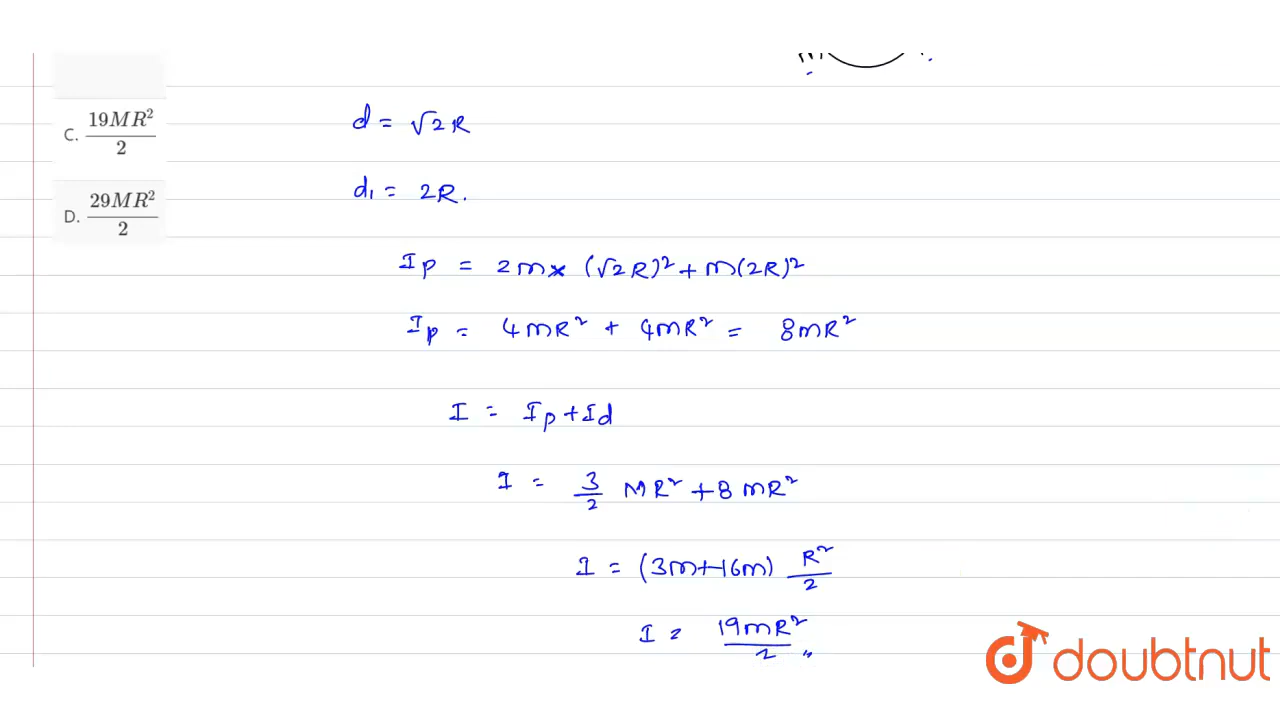 d = √2 R
C. 19MR²/2
d₁ = 2R.
D. 29MR²/2
Ip = 2m × (√2 R)² + m(2R)²
Ip = 4mR² + 4mR² = 8mR²
I = Ip + Id
I = 3/2 MR² + 8 mR²
I = (3m+16m) R²/2
I = 19mR²/2 〃
doubtnut